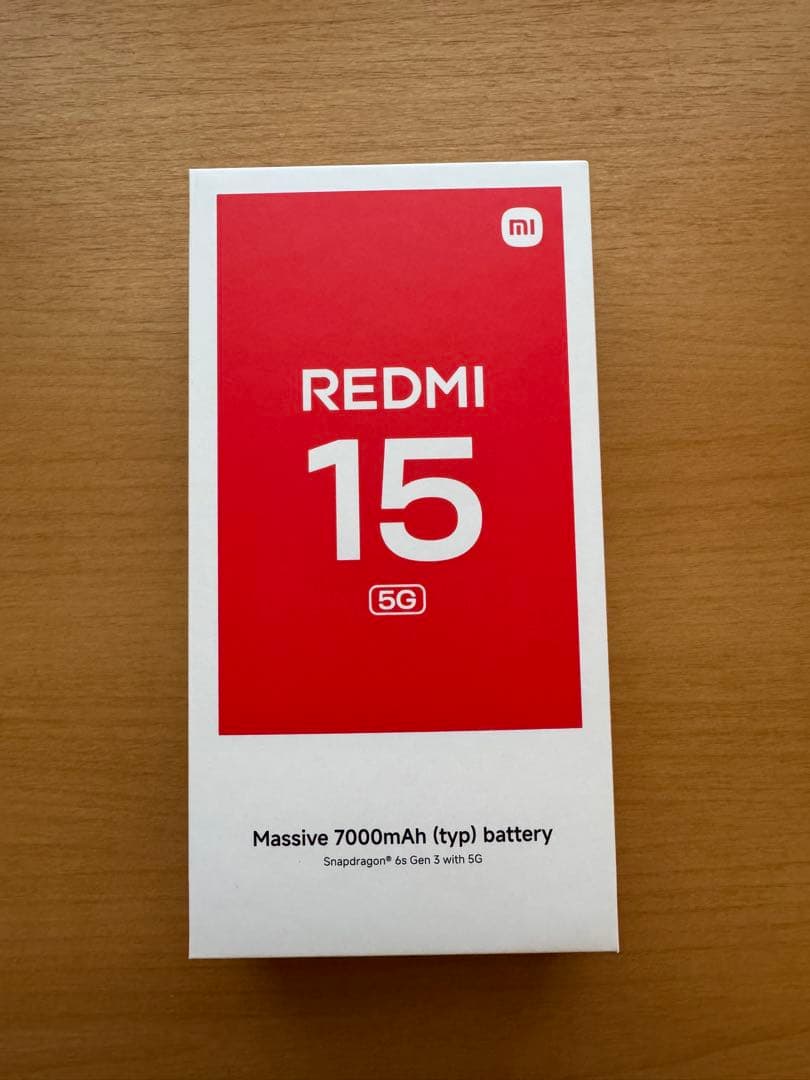 mi
REDMI
15
5G
Massive 7000mAh (typ) battery
Snapdragon® 6s Gen 3 with 5G